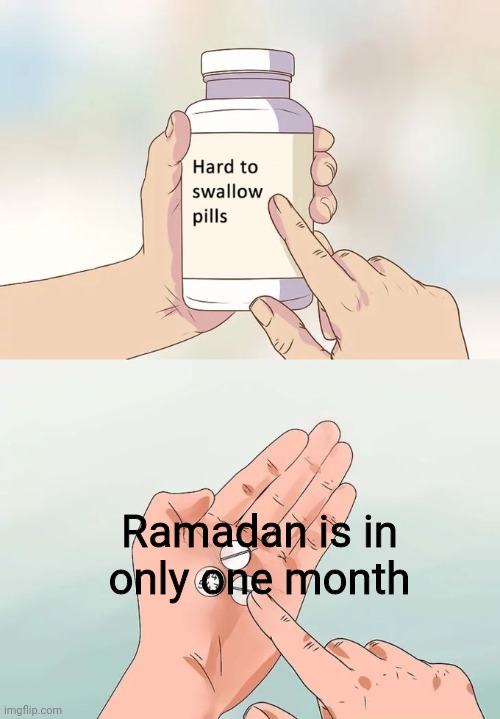 Hard to
swallow
pills
Ramadan is in
only one month
imgflip.com